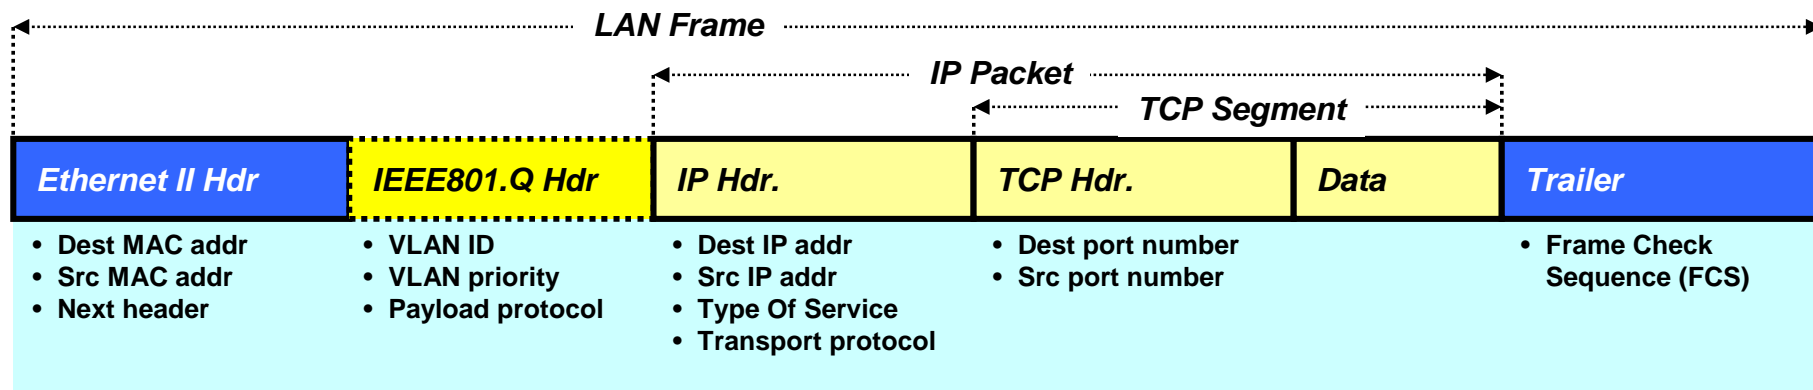 LAN Frame
IP Packet
TCP Segment
Ethernet II Hdr
IEEE801.Q Hdr
IP Hdr.
TCP Hdr.
Data
Trailer
• Dest MAC addr
• Src MAC addr
• Next header
• VLAN ID
• VLAN priority
• Payload protocol
• Dest IP addr
• Src IP addr
• Type Of Service
• Transport protocol
• Dest port number
• Src port number
• Frame Check
Sequence (FCS)